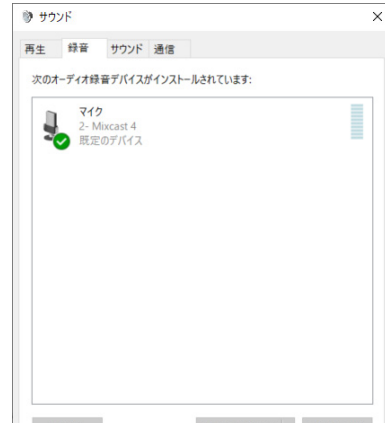 サウンド
再生 録音 サウンド 通信
次のオーディオ録音デバイスがインストールされています:
マイク
2- Mixcast 4
既定のデバイス